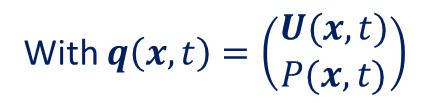 With q(x, t) = (U(x, t)
P(x, t))